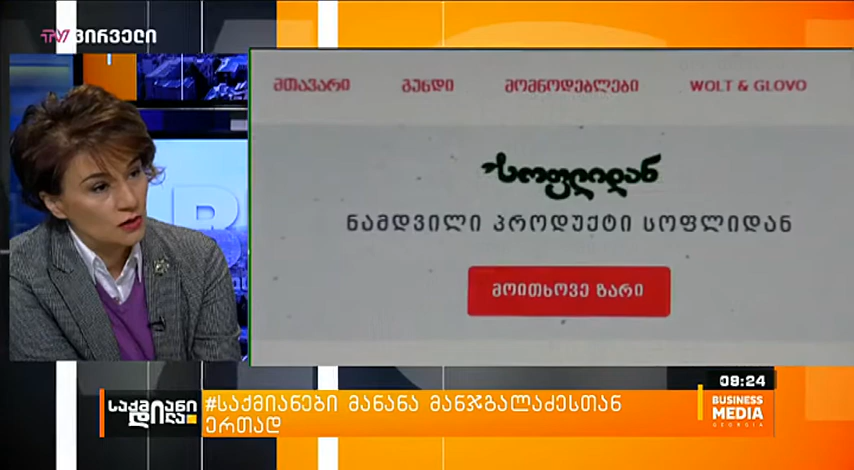 TV პირველი
მთავარი
გუნდი
მომწოდებლები
WOLT & GLOVO
სოფლიდან
ნამდვილი პროდუქტი სოფლიდან
მოითხოვე ზარი
09:24
საქმიანი
დილა
#საქმიანები მანანა მანჯგალაძესთან
ერთად
BUSINESS
MEDIA
GEORGIA